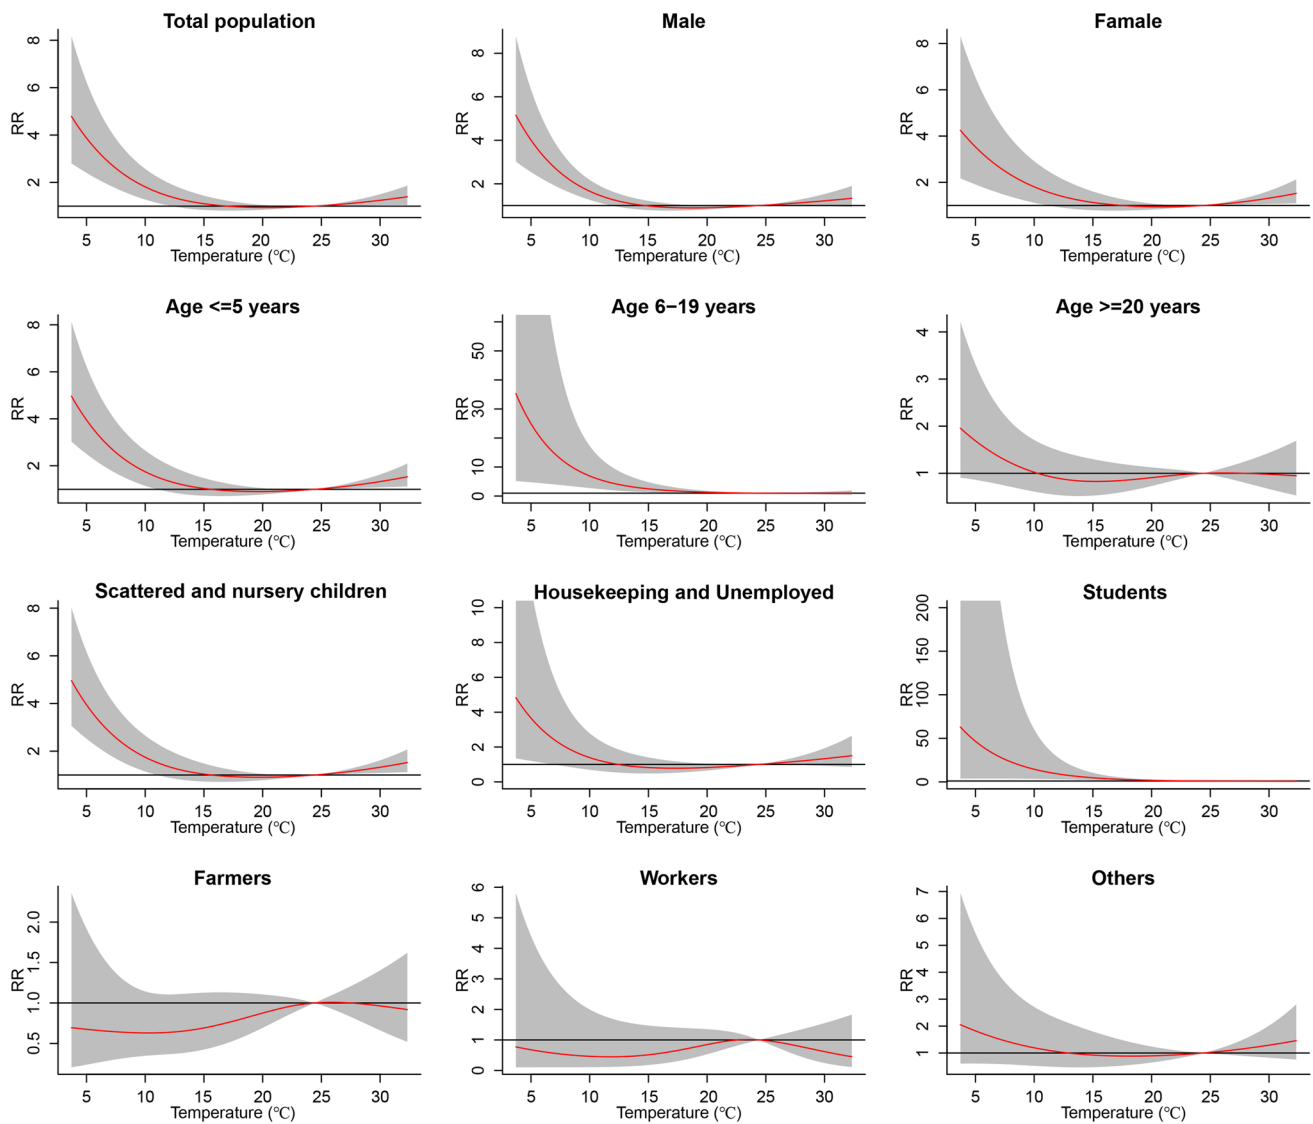 Total population
Male
Famale
RR
2 4 6 8
5 10 15 20 25 30
Temperature (℃)
RR
2 4 6 8
5 10 15 20 25 30
Temperature (℃)
RR
2 4 6 8
5 10 15 20 25 30
Temperature (℃)
Age <=5 years
Age 6−19 years
Age >=20 years
RR
2 4 6 8
5 10 15 20 25 30
Temperature (℃)
RR
0 10 30 50
5 10 15 20 25 30
Temperature (℃)
RR
1 2 3 4
5 10 15 20 25 30
Temperature (℃)
Scattered and nursery children
Housekeeping and Unemployed
Students
RR
2 4 6 8
5 10 15 20 25 30
Temperature (℃)
RR
0 2 4 6 8 10
5 10 15 20 25 30
Temperature (℃)
RR
0 50 100 150 200
5 10 15 20 25 30
Temperature (℃)
Farmers
Workers
Others
RR
0.5 1.0 1.5 2.0
5 10 15 20 25 30
Temperature (℃)
RR
0 1 2 3 4 5 6
5 10 15 20 25 30
Temperature (℃)
RR
1 2 3 4 5 6 7
5 10 15 20 25 30
Temperature (℃)